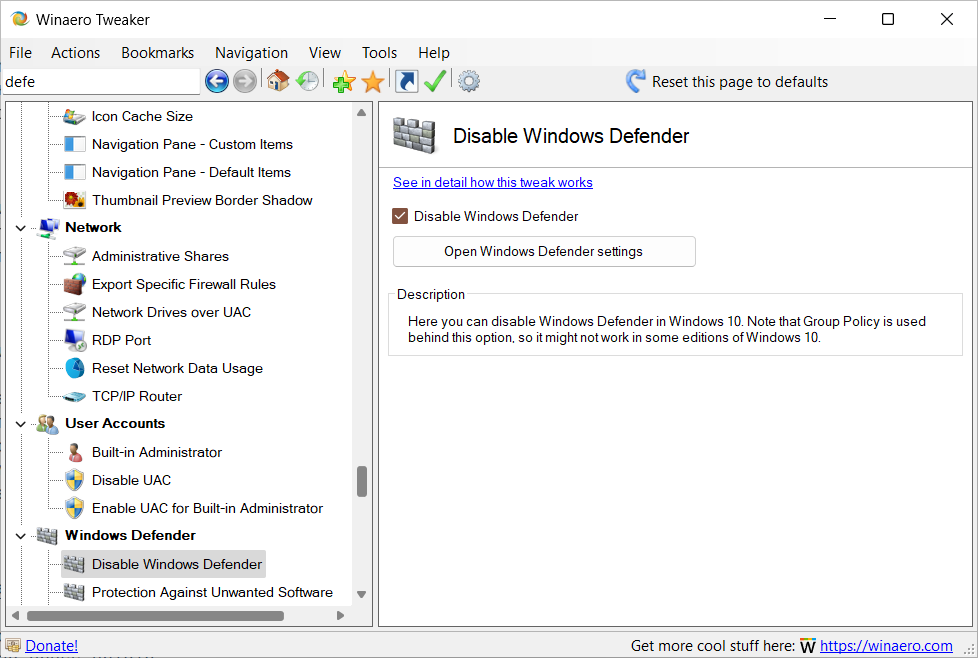 Winaero Tweaker
File Actions Bookmarks Navigation View Tools Help
defe
Reset this page to defaults
Icon Cache Size
Navigation Pane - Custom Items
Navigation Pane - Default Items
Thumbnail Preview Border Shadow
Network
Administrative Shares
Export Specific Firewall Rules
Network Drives over UAC
RDP Port
Reset Network Data Usage
TCP/IP Router
User Accounts
Built-in Administrator
Disable UAC
Enable UAC for Built-in Administrator
Windows Defender
Disable Windows Defender
Protection Against Unwanted Software
Disable Windows Defender
See in detail how this tweak works
Disable Windows Defender
Open Windows Defender settings
Description
Here you can disable Windows Defender in Windows 10. Note that Group Policy is used
behind this option, so it might not work in some editions of Windows 10.
Donate!
Get more cool stuff here: W https://winaero.com